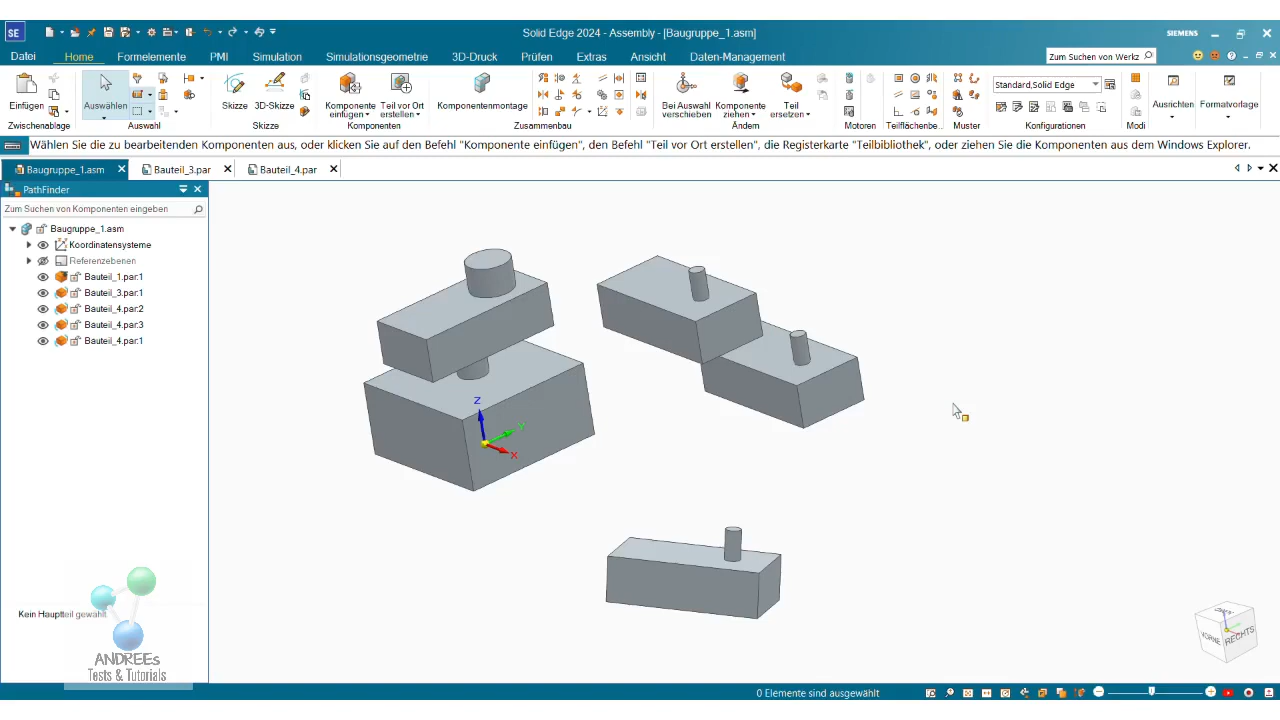 SE
Solid Edge 2024 - Assembly - [Baugruppe_1.asm]
SIEMENS
Datei
Home
Formelemente
PMI
Simulation
Simulationsgeometrie
3D-Druck
Prüfen
Extras
Ansicht
Daten-Management
Zum Suchen von Werkz
Einfügen
Zwischenablage
Auswählen
Auswahl
Skizze
3D-Skizze
Skizze
Komponente einfügen
Teil vor Ort erstellen
Komponenten
Komponentenmontage
Zusammenbau
Bei Auswahl verschieben
Komponente ziehen
Teil ersetzen
Ändern
Motoren
Teilflächenbe...
Muster
Standard,Solid Edge
Konfigurationen
Modi
Ausrichten
Formatvorlage
Wählen Sie die zu bearbeitenden Komponenten aus, oder klicken Sie auf den Befehl "Komponente einfügen", den Befehl "Teil vor Ort erstellen", die Registerkarte "Teilbibliothek", oder ziehen Sie die Komponenten aus dem Windows Explorer.
Baugruppe_1.asm
Bauteil_3.par
Bauteil_4.par
PathFinder
Zum Suchen von Komponenten eingeben
Baugruppe_1.asm
Koordinatensysteme
Referenzebenen
Bauteil_1.par:1
Bauteil_3.par:1
Bauteil_4.par:2
Bauteil_4.par:3
Bauteil_4.par:1
Z
Y
X
Kein Hauptteil gewählt.
ANDREEs
Tests & Tutorials
VORNE
RECHTS
0 Elemente sind ausgewählt